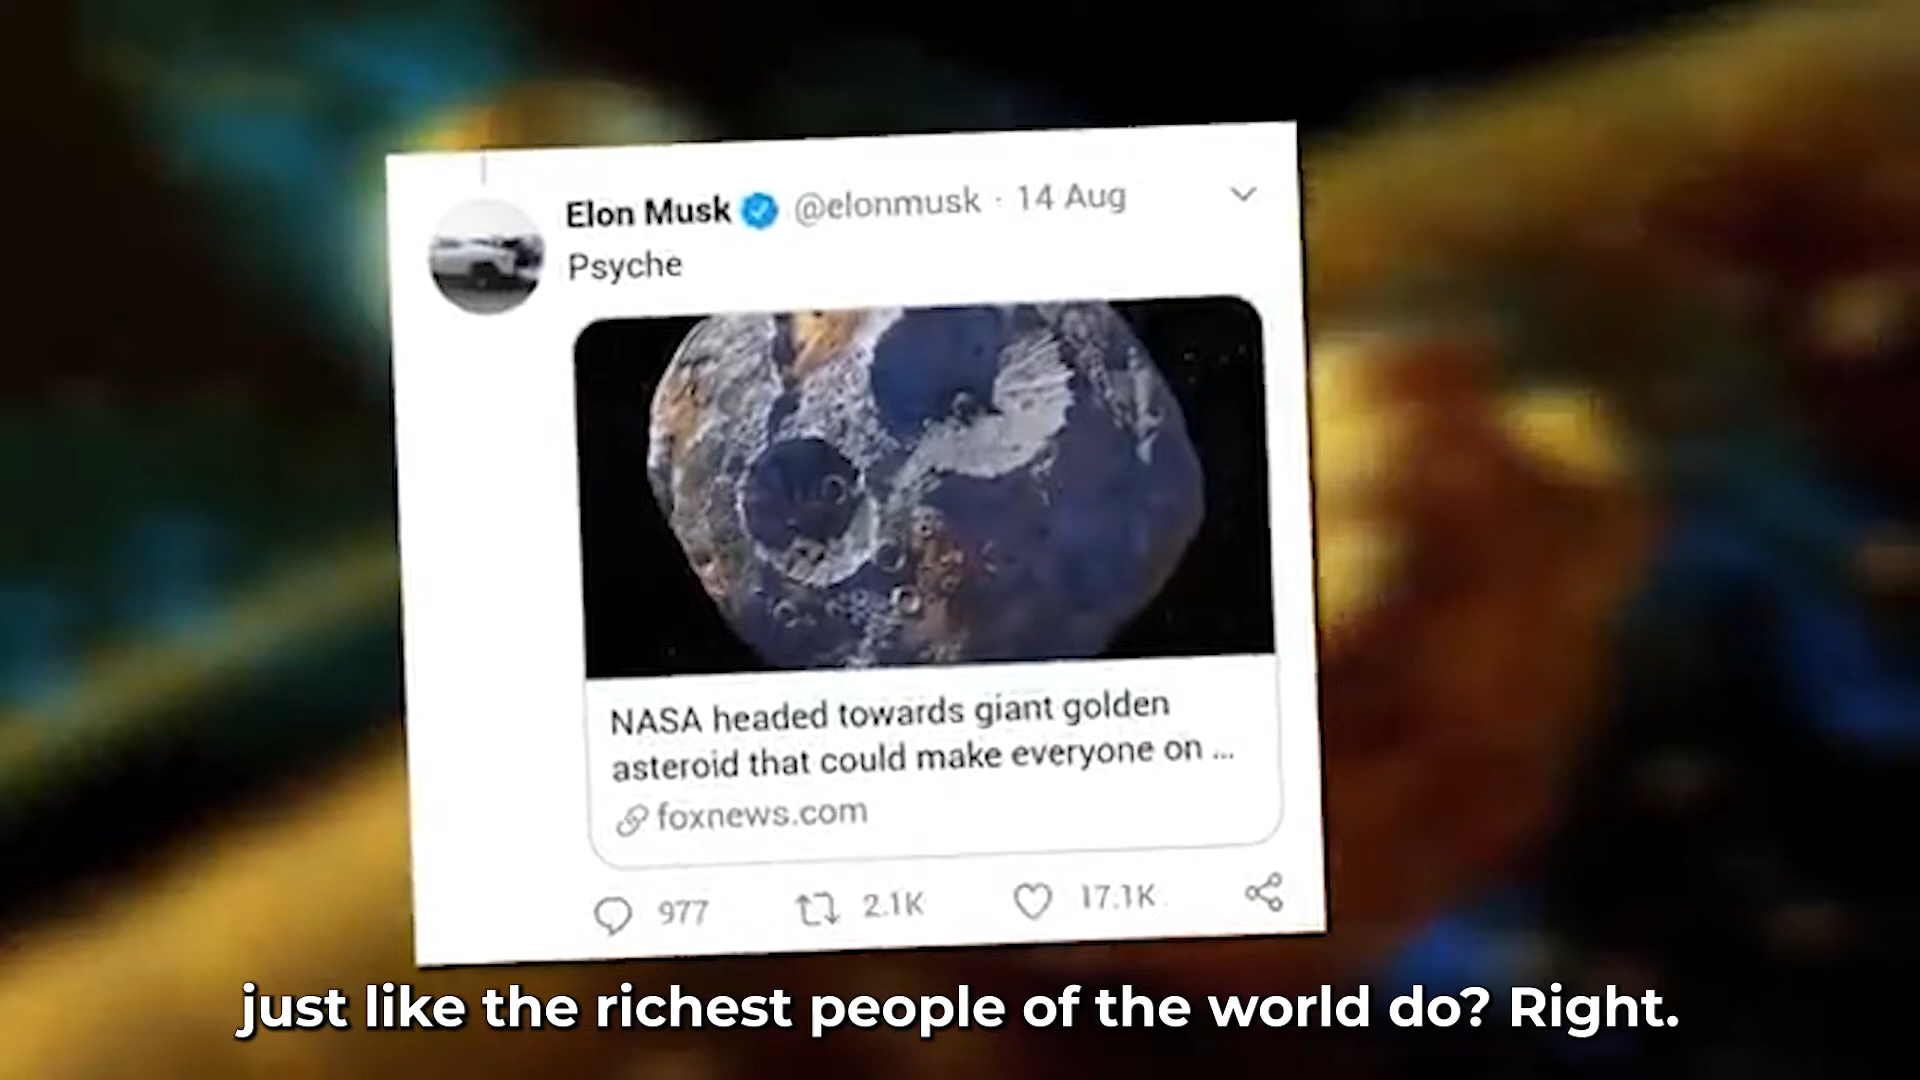 Elon Musk @elonmusk · 14 Aug
Psyche
NASA headed towards giant golden
asteroid that could make everyone on ...
foxnews.com
977 2.1K 17.1K
just like the richest people of the world do? Right.